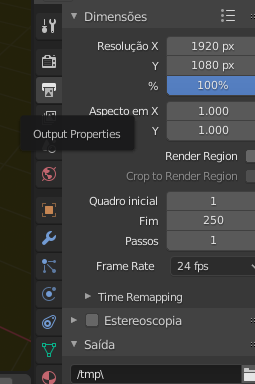 Dimensões
Resolução X 1920 px
Y 1080 px
% 100%
Aspecto em X 1.000
Y 1.000
Output Properties
Render Region
Crop to Render Region
Quadro inicial 1
Fim 250
Passos 1
Frame Rate 24 fps
Time Remapping
Estereoscopia
Saída
/tmp\